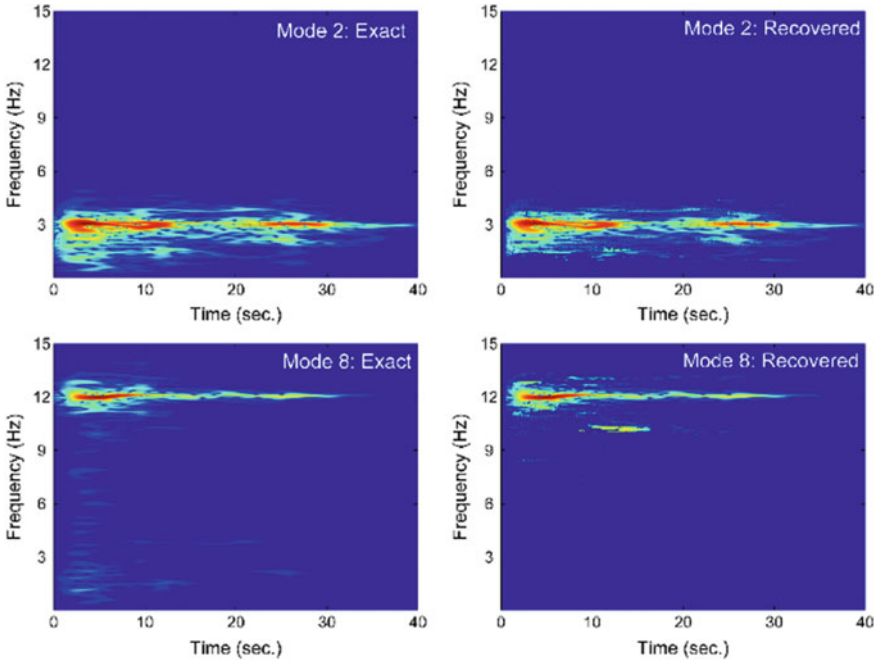 15
12
9
6
3
Frequency (Hz)
Mode 2: Exact
0 10 20 30 40
Time (sec.)
15
12
9
6
3
Frequency (Hz)
Mode 2: Recovered
0 10 20 30 40
Time (sec.)
15
12
9
6
3
Frequency (Hz)
Mode 8: Exact
0 10 20 30 40
Time (sec.)
15
12
9
6
3
Frequency (Hz)
Mode 8: Recovered
0 10 20 30 40
Time (sec.)